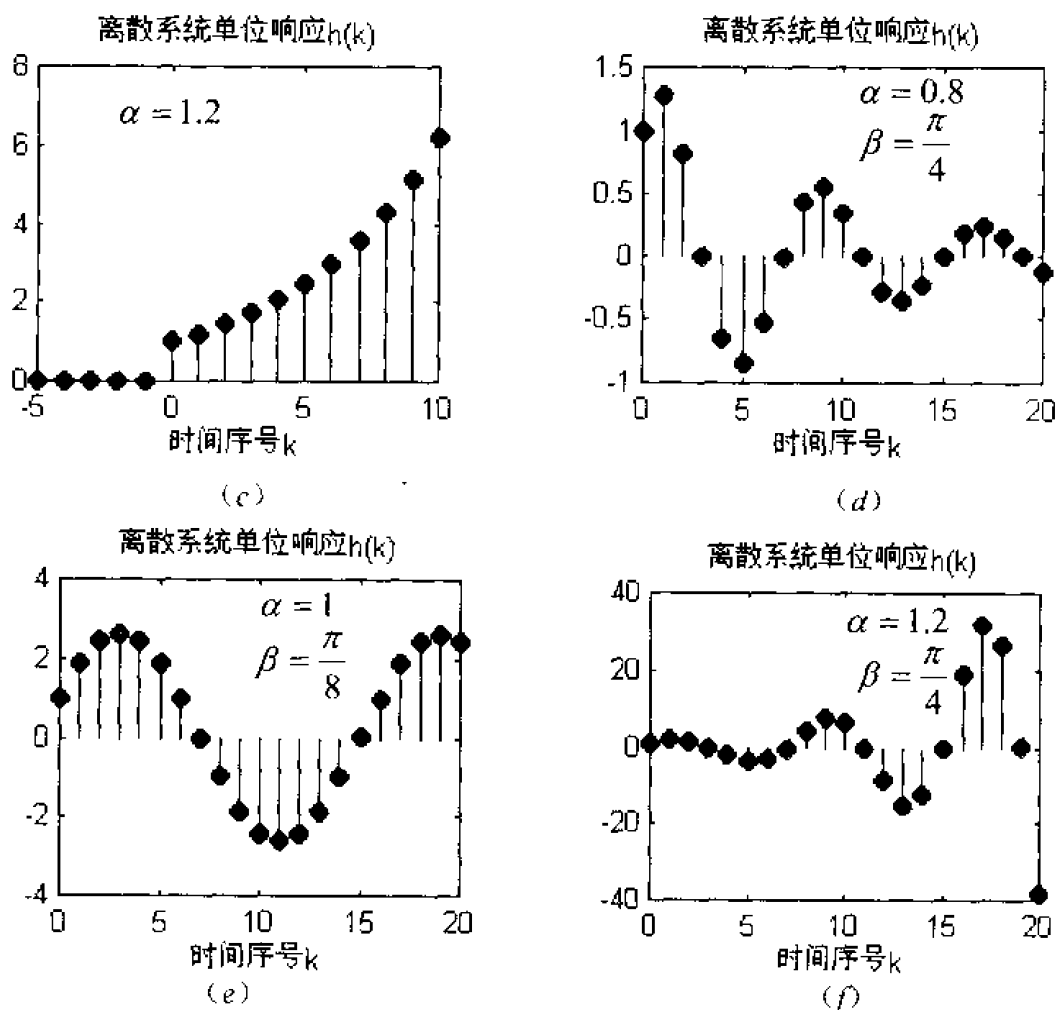 离散系统单位响应h(k)
α = 1.2
8
6
4
2
0
-5
0
5
10
时间序号k
(c)
离散系统单位响应h(k)
α = 0.8
β = π/4
1.5
1
0.5
0
-0.5
-1
0
5
10
15
20
时间序号k
(d)
离散系统单位响应h(k)
α = 1
β = π/8
4
2
0
-2
-4
0
5
10
15
20
时间序号k
(e)
离散系统单位响应h(k)
α = 1.2
β = π/4
40
20
0
-20
-40
0
5
10
15
20
时间序号k
(f)